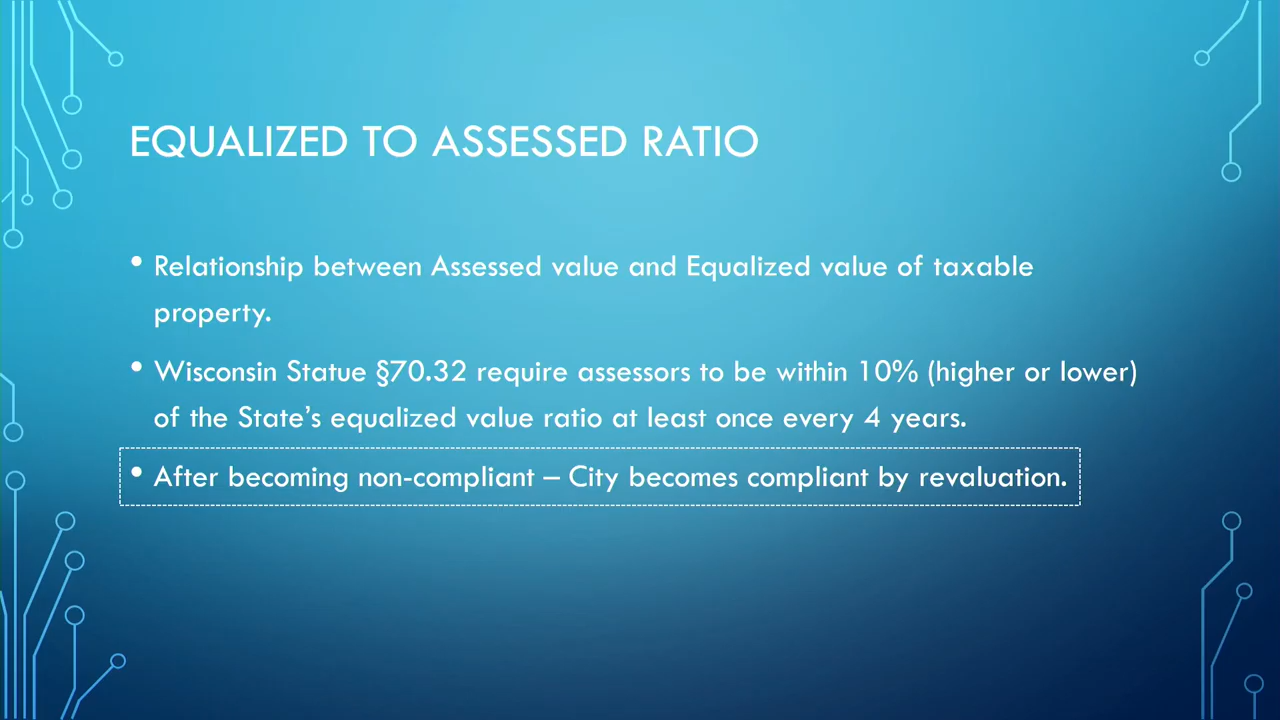 EQUALIZED TO ASSESSED RATIO
• Relationship between Assessed value and Equalized value of taxable
property.
• Wisconsin Statue §70.32 require assessors to be within 10% (higher or lower)
of the State's equalized value ratio at least once every 4 years.
• After becoming non-compliant – City becomes compliant by revaluation.